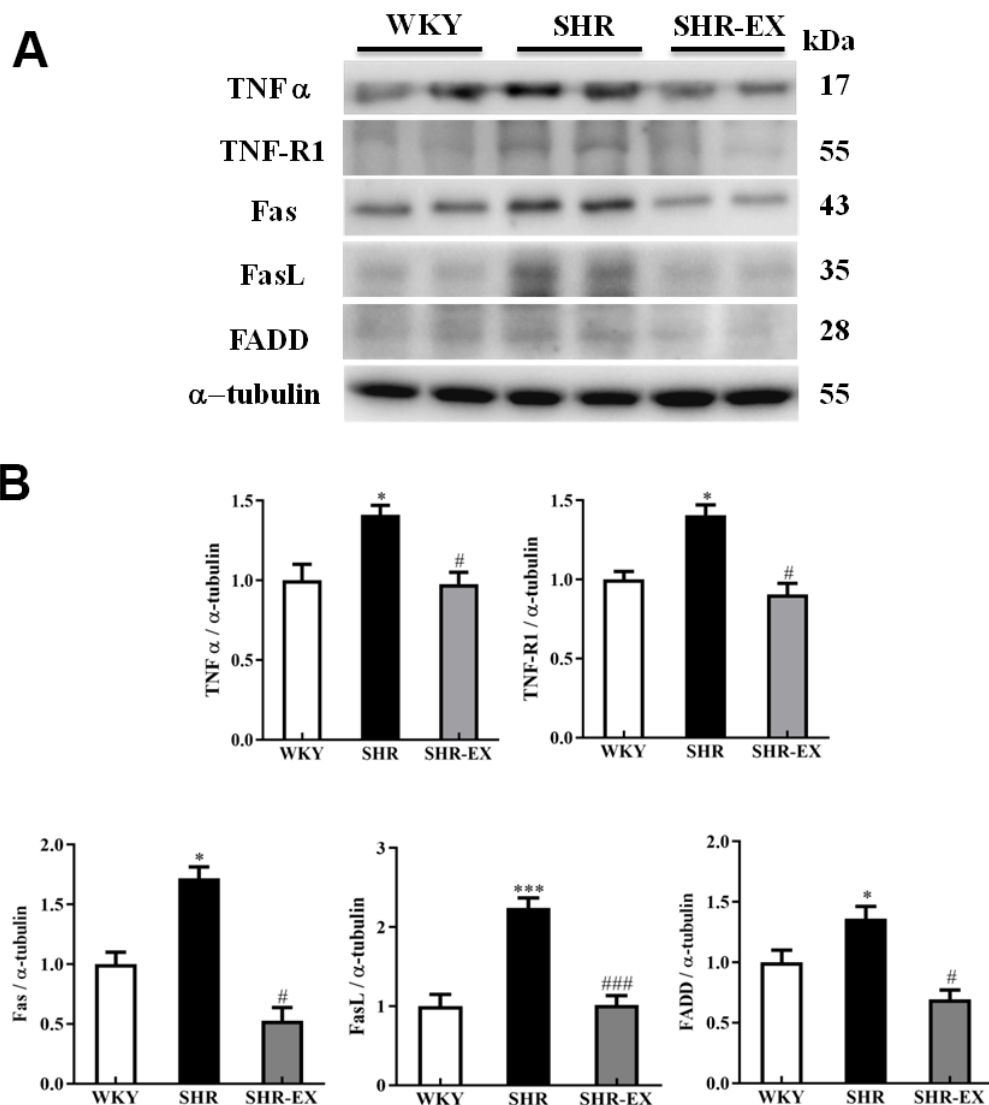 A
WKY SHR SHR-EX kDa
TNF α 17
TNF-R1 55
Fas 43
FasL 35
FADD 28
α–tubulin 55
B
TNF α / α-tubulin
1.5
1.0
0.5
0.0
* #
WKY SHR SHR-EX
TNF-R1 / α-tubulin
1.5
1.0
0.5
0.0
* #
WKY SHR SHR-EX
Fas / α-tubulin
2.0
1.5
1.0
0.5
0.0
* #
WKY SHR SHR-EX
FasL / α-tubulin
3
2
1
0
*** ###
WKY SHR SHR-EX
FADD / α-tubulin
2.0
1.5
1.0
0.5
0.0
* #
WKY SHR SHR-EX